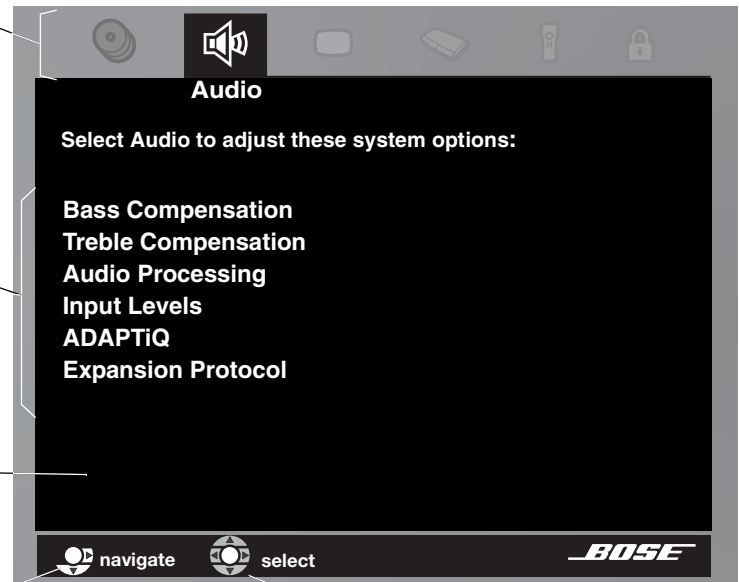 Audio
Select Audio to adjust these system options:
Bass Compensation
Treble Compensation
Audio Processing
Input Levels
ADAPTiQ
Expansion Protocol
navigate select BOSE